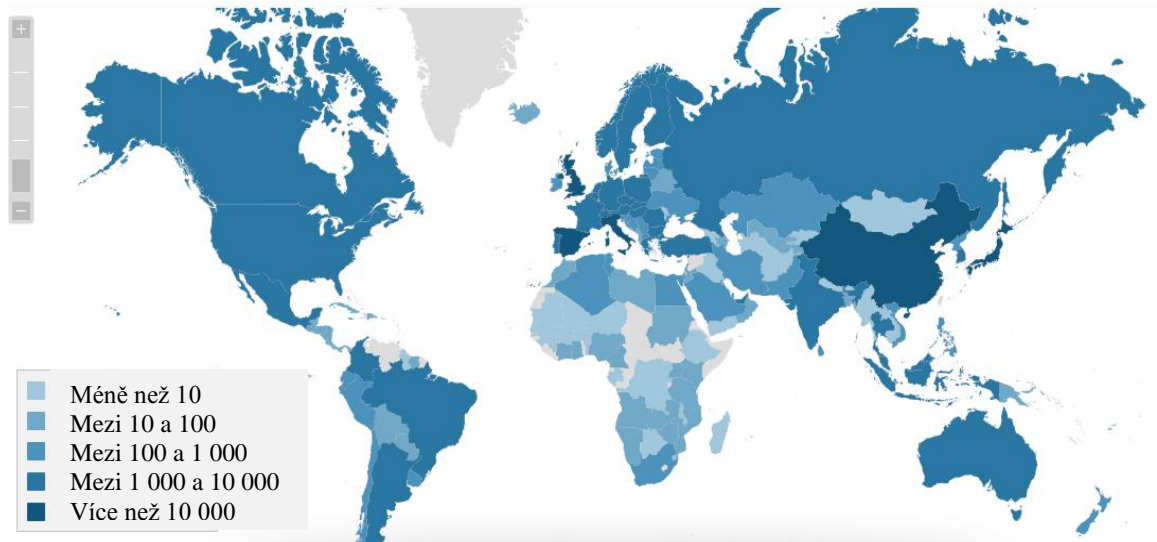 +
−
Méně než 10
Mezi 10 a 100
Mezi 100 a 1 000
Mezi 1 000 a 10 000
Více než 10 000